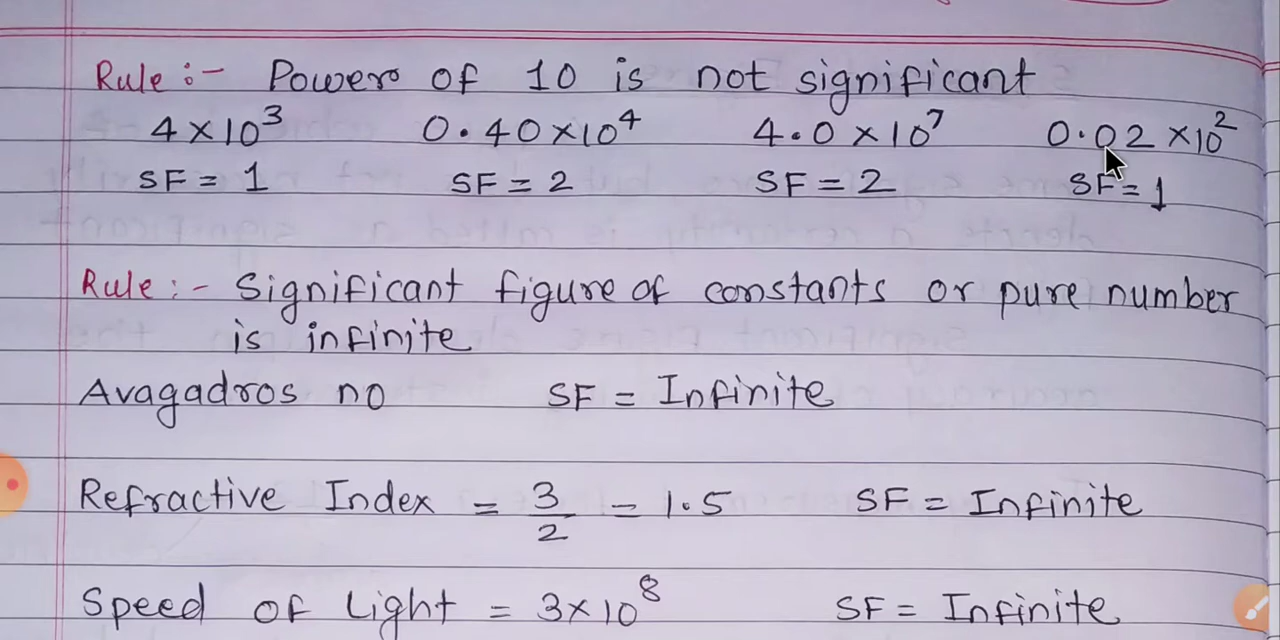 Rule :- Power of 10 is not significant
4 × 10³ 0.40 × 10⁴ 4.0 × 10⁷ 0.02 × 10²
SF = 1 SF = 2 SF = 2 SF = 1
Rule :- Significant figure of constants or pure number
is infinite
Avagadros no SF = Infinite
Refractive Index = 3/2 = 1.5 SF = Infinite
Speed of Light = 3 × 10⁸ SF = Infinite